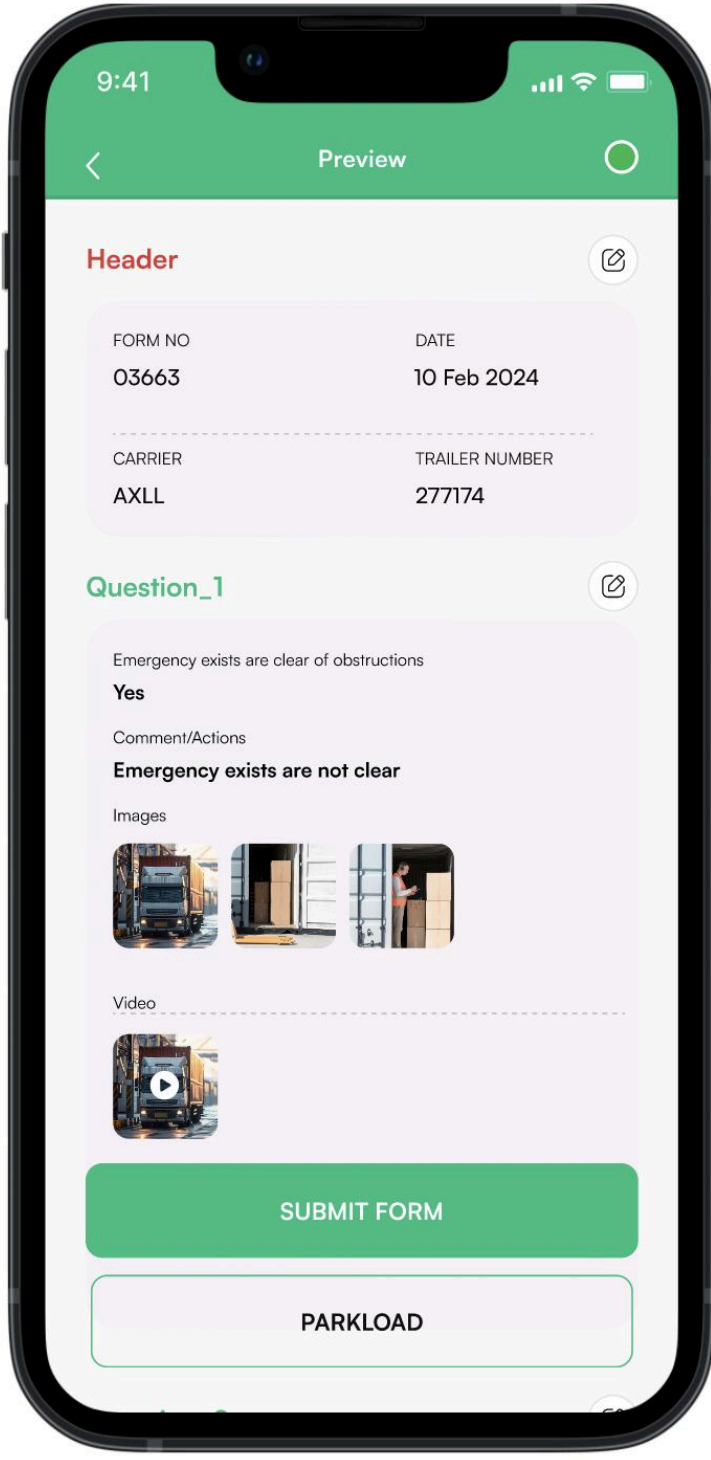 9:41
Preview
Header
FORM NO DATE
03663 10 Feb 2024
CARRIER TRAILER NUMBER
AXLL 277174
Question_1
Emergency exists are clear of obstructions
Yes
Comment/Actions
Emergency exists are not clear
Images
Video
SUBMIT FORM
PARKLOAD